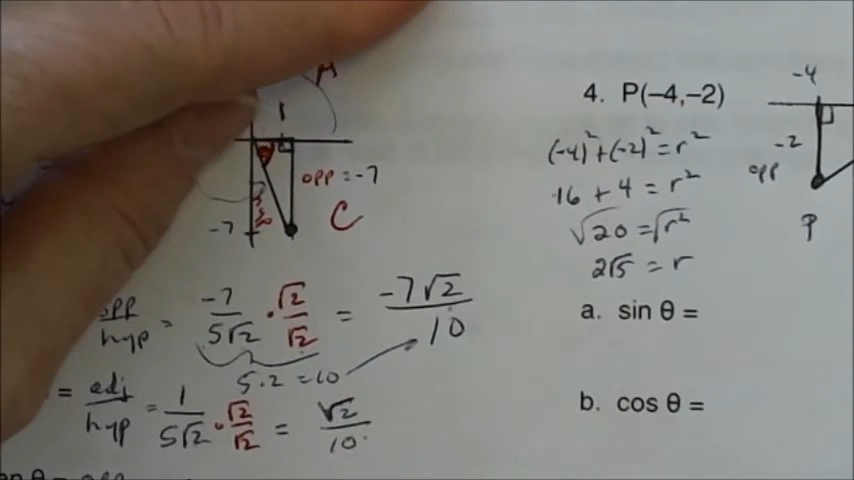 A
1
θ
opp = -7
C
-7
opp
hyp = -7 / 5√2 · √2 / √2 = -7√2 / 10
5·2 = 10
= adj / hyp = 1 / 5√2 · √2 / √2 = √2 / 10
4. P(-4,-2)
(-4)² + (-2)² = r²
16 + 4 = r²
√20 = √r²
2√5 = r
a. sin θ =
b. cos θ =
-4
-2
opp
P